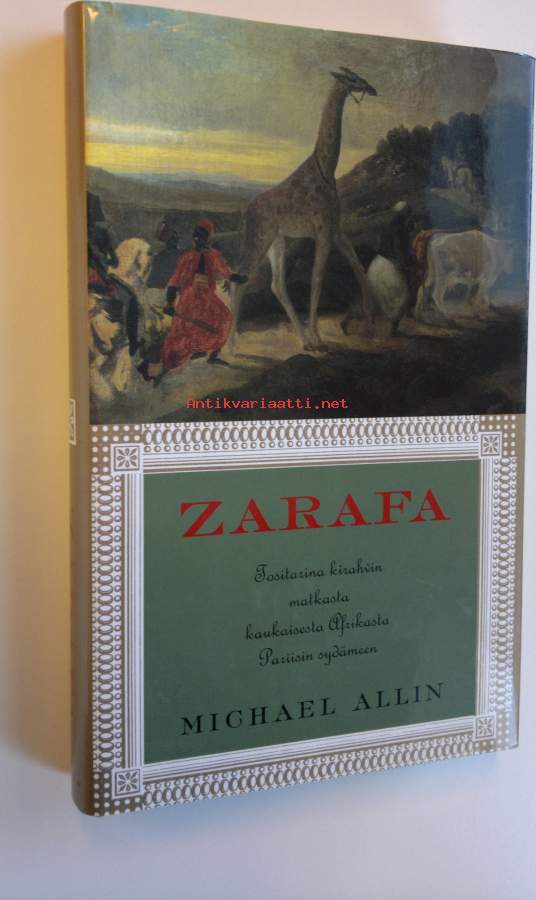 Antikvariaatti.net
ZARAFA
Tositarina kirahvin
matkasta
kaukaisesta Afrikasta
Pariisin sydämeen
MICHAEL ALLIN